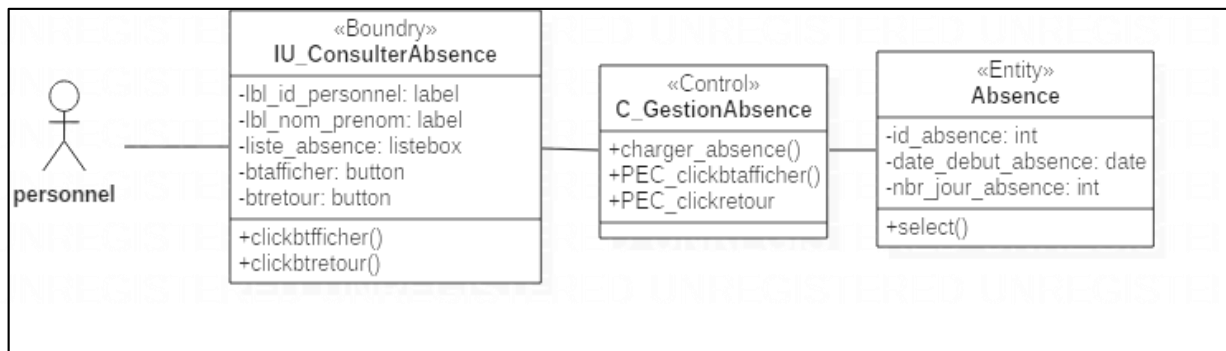 «Boundry»
IU_ConsulterAbsence
-lbl_id_personnel: label
-lbl_nom_prenom: label
-liste_absence: listebox
-btafficher: button
-btretour: button
+clickbtfficher()
+clickbtretour()
personnel
«Control»
C_GestionAbsence
+charger_absence()
+PEC_clickbtafficher()
+PEC_clickretour
«Entity»
Absence
-id_absence: int
-date_debut_absence: date
-nbr_jour_absence: int
+select()